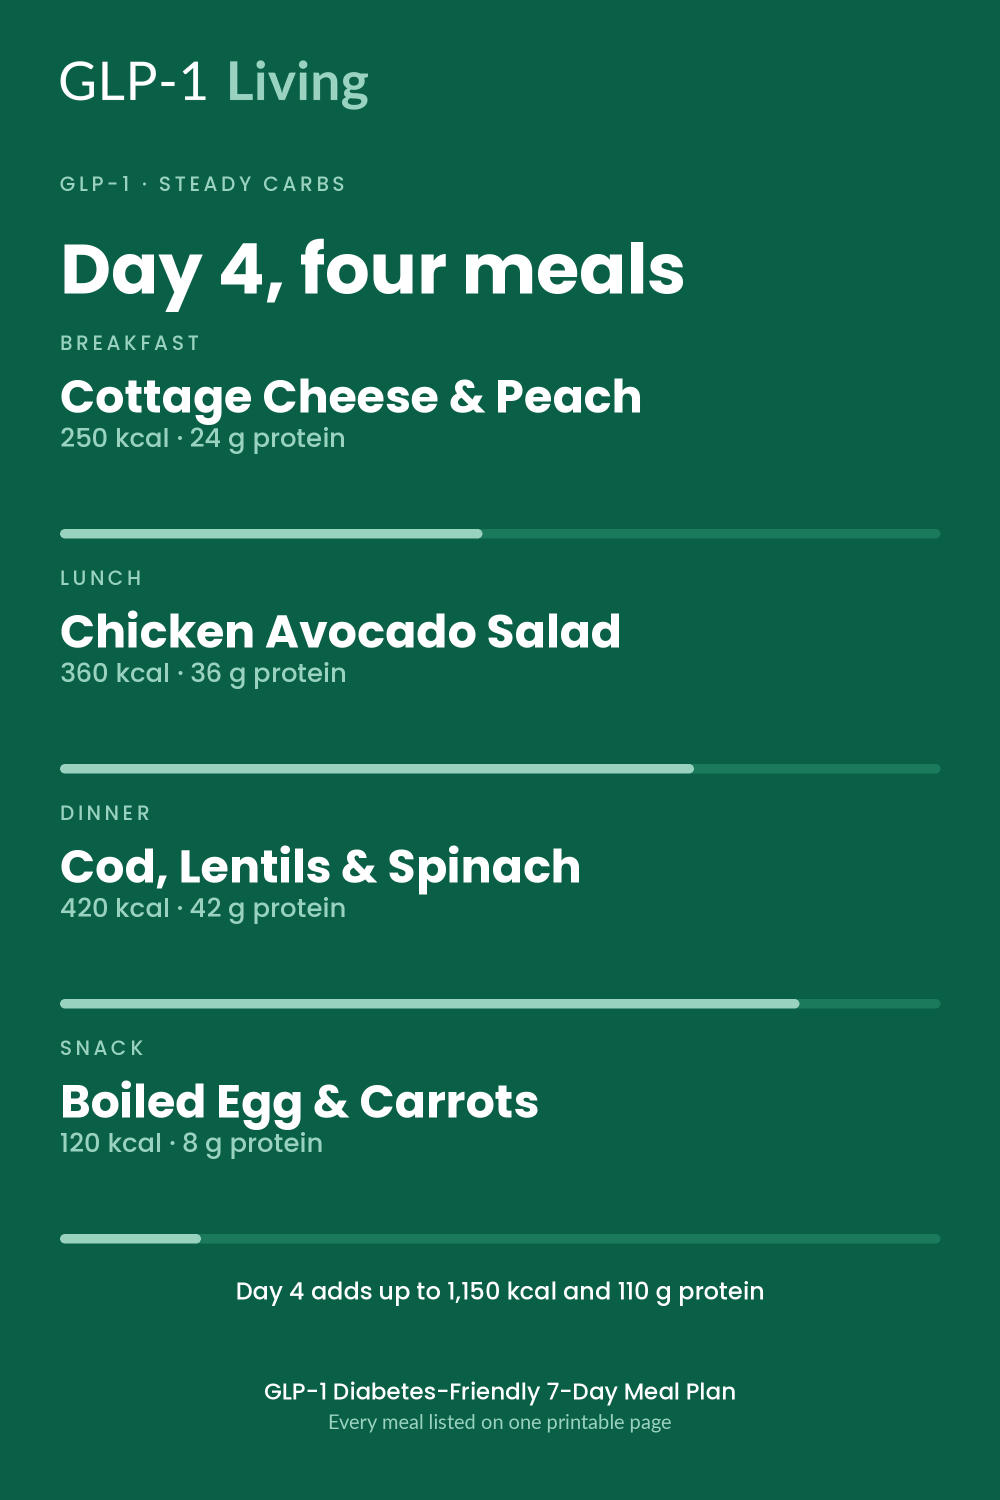 GLP-1 Living
GLP-1 · STEADY CARBS
Day 4, four meals
BREAKFAST
Cottage Cheese & Peach
250 kcal · 24 g protein
LUNCH
Chicken Avocado Salad
360 kcal · 36 g protein
DINNER
Cod, Lentils & Spinach
420 kcal · 42 g protein
SNACK
Boiled Egg & Carrots
120 kcal · 8 g protein
Day 4 adds up to 1,150 kcal and 110 g protein
GLP-1 Diabetes-Friendly 7-Day Meal Plan
Every meal listed on one printable page